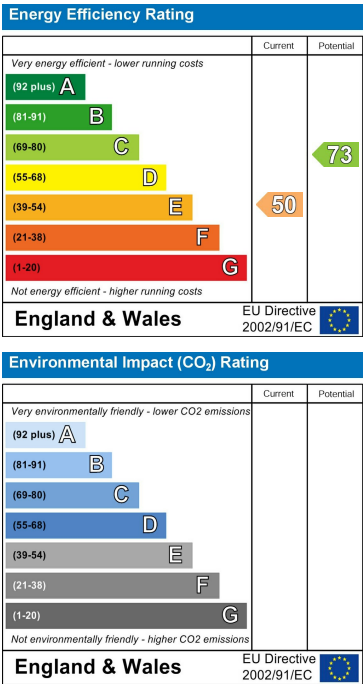 Energy Efficiency Rating
Current Potential
Very energy efficient - lower running costs
(92 plus) A
(81-91) B
(69-80) C
73
(55-68) D
(39-54) E
50
(21-38) F
(1-20) G
Not energy efficient - higher running costs
England & Wales
EU Directive
2002/91/EC
Environmental Impact (CO₂) Rating
Current Potential
Very environmentally friendly - lower CO2 emissions
(92 plus) A
(81-91) B
(69-80) C
(55-68) D
(39-54) E
(21-38) F
(1-20) G
Not environmentally friendly - higher CO2 emissions
England & Wales
EU Directive
2002/91/EC